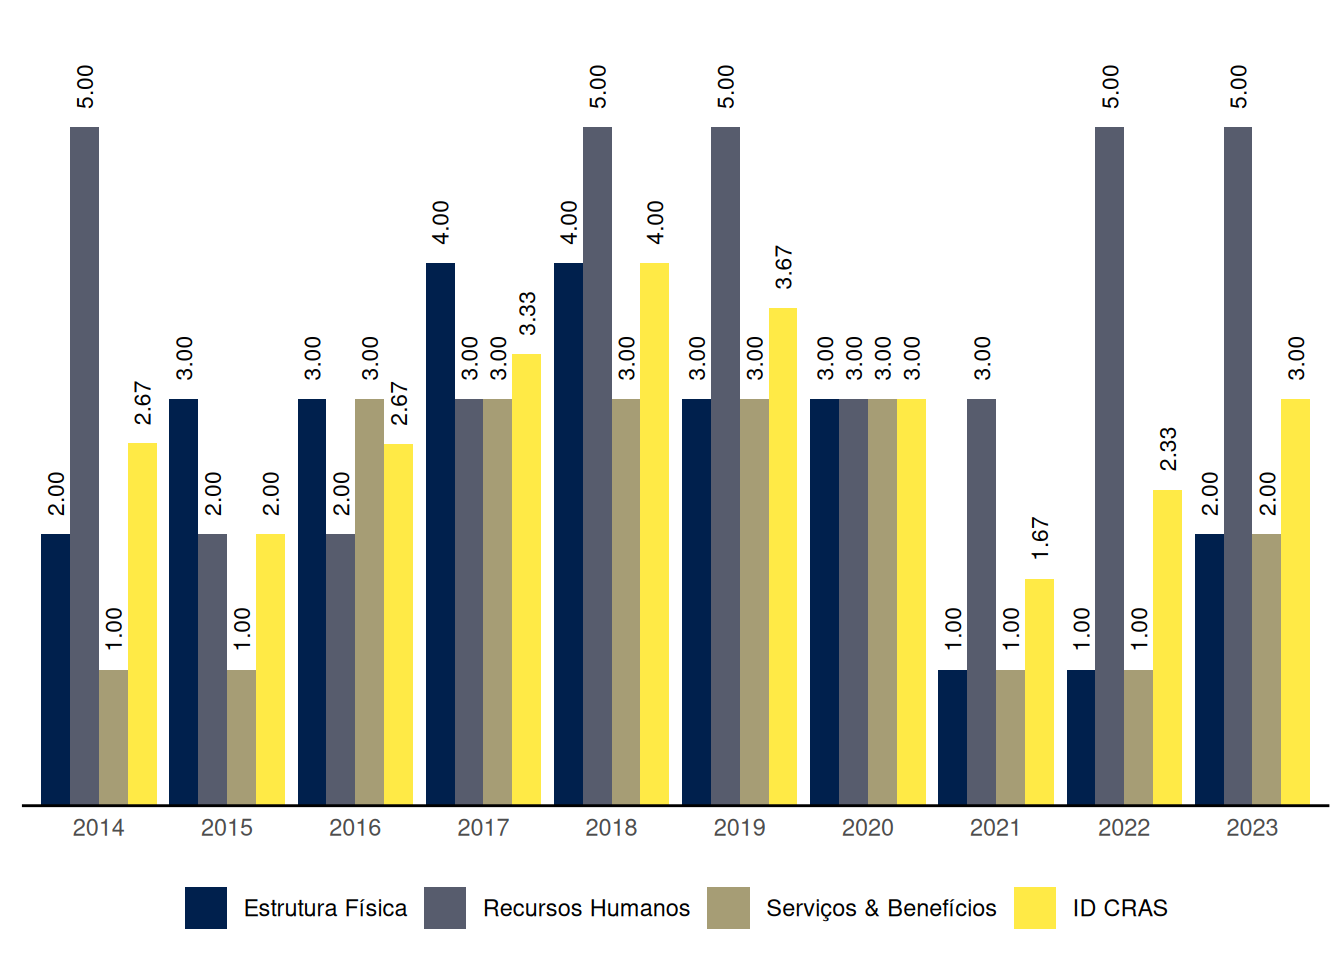 2.00 5.00 1.00 2.67
3.00 2.00 1.00 2.00
3.00 2.00 3.00 2.67
4.00 3.00 3.00 3.33
4.00 5.00 3.00 4.00
3.00 5.00 3.00 3.67
3.00 3.00 3.00 3.00
1.00 3.00 1.00 1.67
1.00 5.00 1.00 2.33
2.00 5.00 2.00 3.00
2014 2015 2016 2017 2018 2019 2020 2021 2022 2023
Estrutura Física Recursos Humanos Serviços & Benefícios ID CRAS